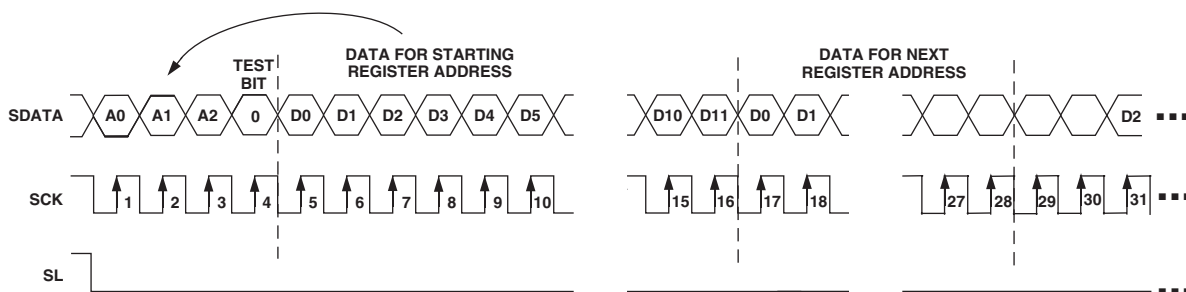 DATA FOR STARTING
REGISTER ADDRESS
DATA FOR NEXT
REGISTER ADDRESS
TEST
BIT
SDATA A0 A1 A2 0 D0 D1 D2 D3 D4 D5 D10 D11 D0 D1 D2
SCK 1 2 3 4 5 6 7 8 9 10 15 16 17 18 27 28 29 30 31
SL